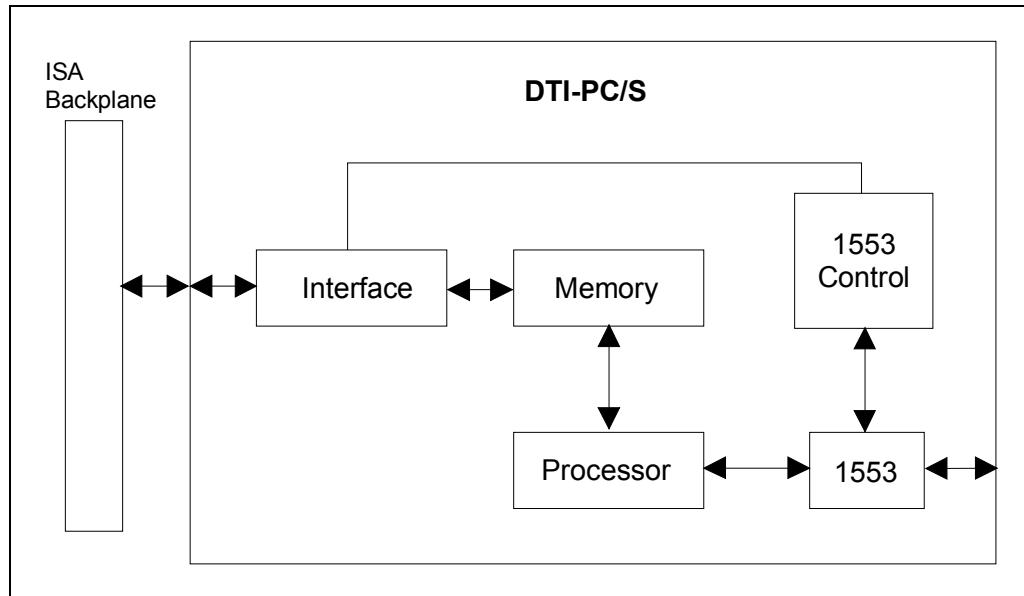 ISA
Backplane
DTI-PC/S
1553
Control
Interface
Memory
Processor
1553